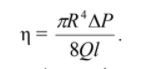 η = πR⁴ΔP / 8Ql .